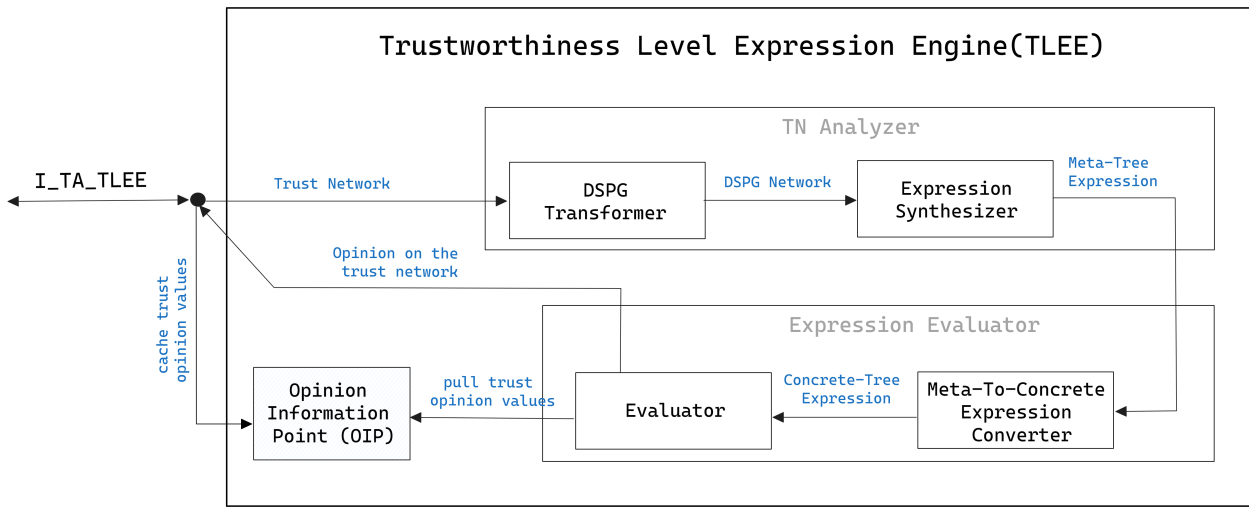 Trustworthiness Level Expression Engine(TLEE)
TN Analyzer
I_TA_TLEE
Trust Network
DSPG
Transformer
DSPG Network
Expression
Synthesizer
Meta-Tree
Expression
Opinion on the
trust network
cache trust
opinion values
Expression Evaluator
Opinion
Information
Point (OIP)
pull trust
opinion values
Evaluator
Concrete-Tree
Expression
Meta-To-Concrete
Expression
Converter